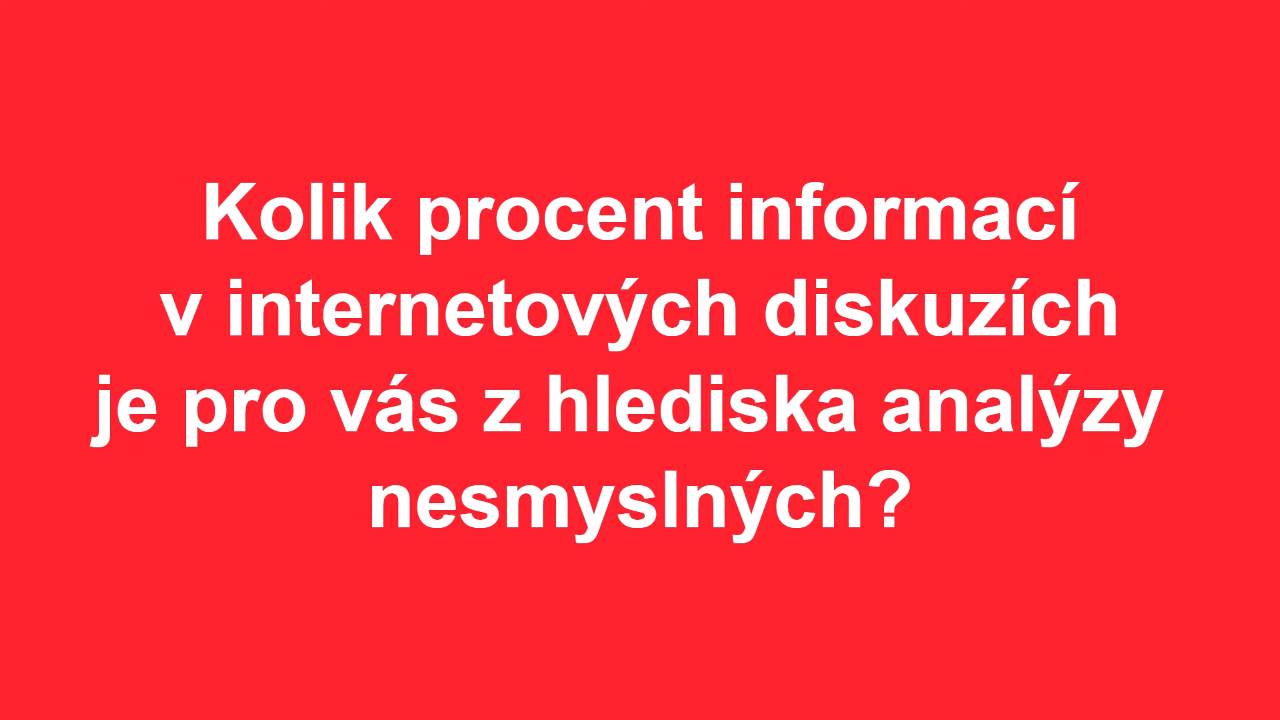 Kolik procent informací
v internetových diskuzích
je pro vás z hlediska analýzy
nesmyslných?